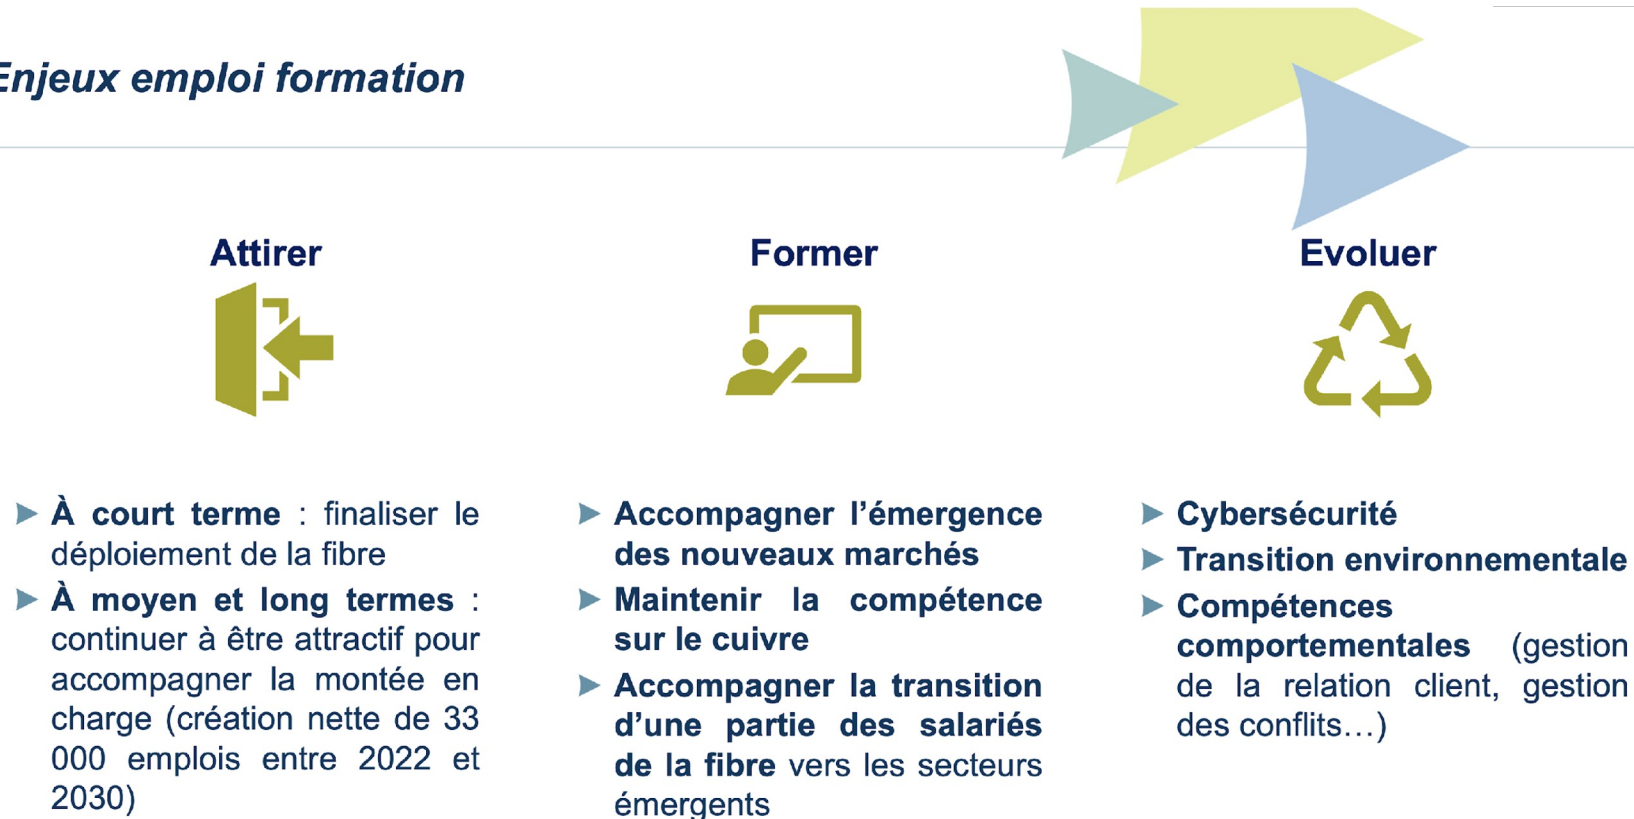 Enjeux emploi formation
Attirer
À court terme : finaliser le
déploiement de la fibre
À moyen et long termes :
continuer à être attractif pour
accompagner la montée en
charge (création nette de 33
000 emplois entre 2022 et
2030)
Former
Accompagner l’émergence
des nouveaux marchés
Maintenir la compétence
sur le cuivre
Accompagner la transition
d’une partie des salariés
de la fibre vers les secteurs
émergents
Evoluer
Cybersécurité
Transition environnementale
Compétences
comportementales (gestion
de la relation client, gestion
des conflits…)